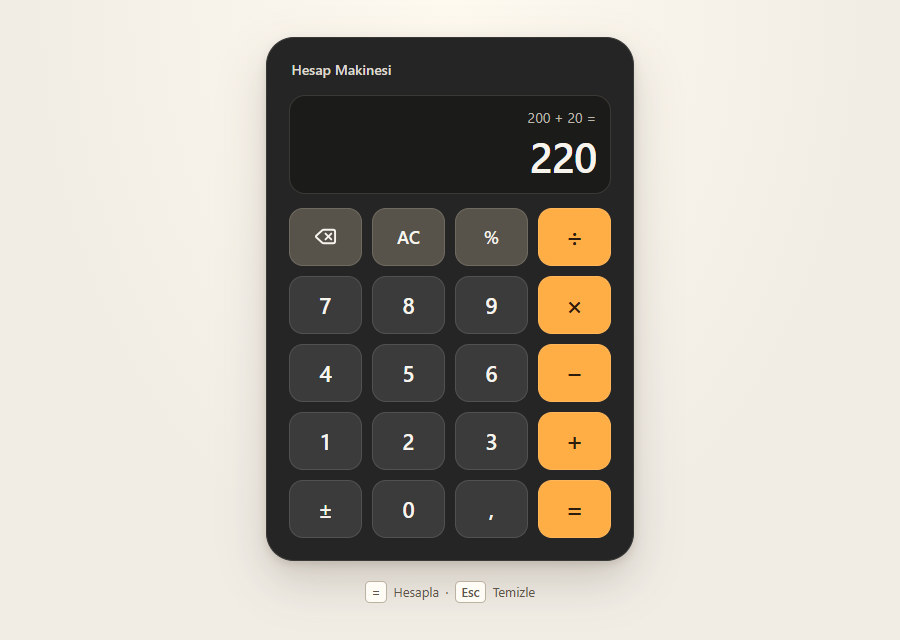 Hesap Makinesi
200 + 20 =
220
AC % ÷
7 8 9 ×
4 5 6 −
1 2 3 +
± 0 , =
= Hesapla · Esc Temizle